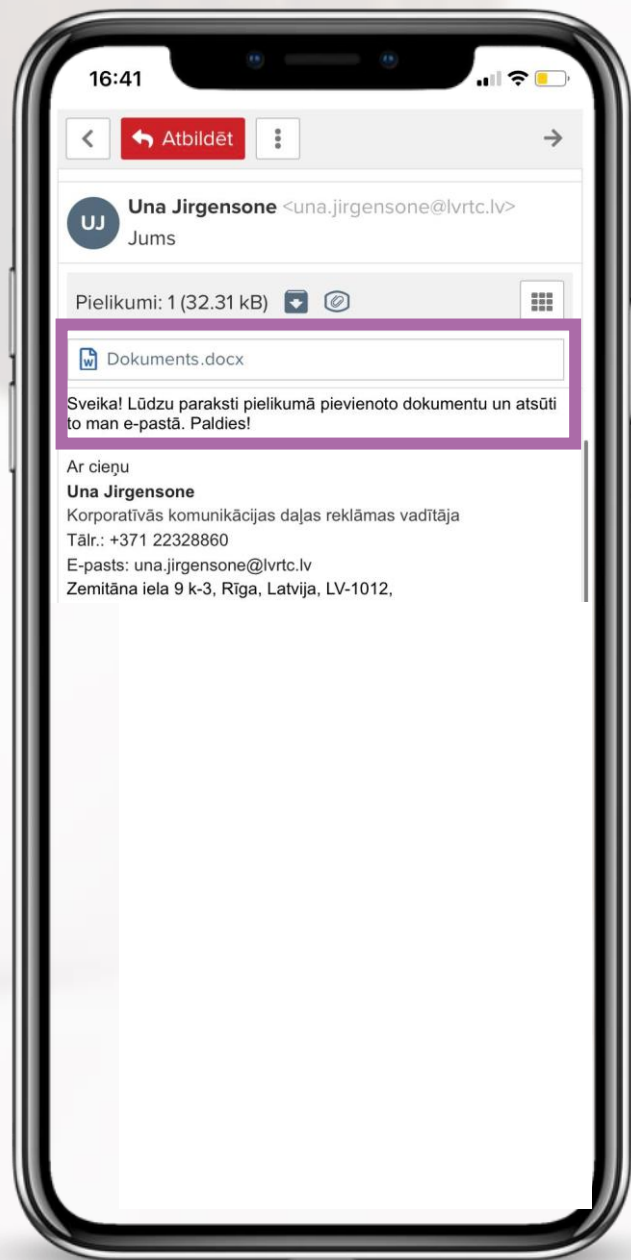 16:41
Atbildēt
Una Jirgensone <una.jirgensone@lvrtc.lv>
UJ
Jums
Pielikumi: 1 (32.31 kB)
Dokuments.docx
Sveika! Lūdzu paraksti pielikumā pievienoto dokumentu un atsūti
to man e-pastā. Paldies!
Ar cieņu
Una Jirgensone
Korporatīvās komunikācijas daļas reklāmas vadītāja
Tālr.: +371 22328860
E-pasts: una.jirgensone@lvrtc.lv
Zemitāna iela 9 k-3, Rīga, Latvija, LV-1012,